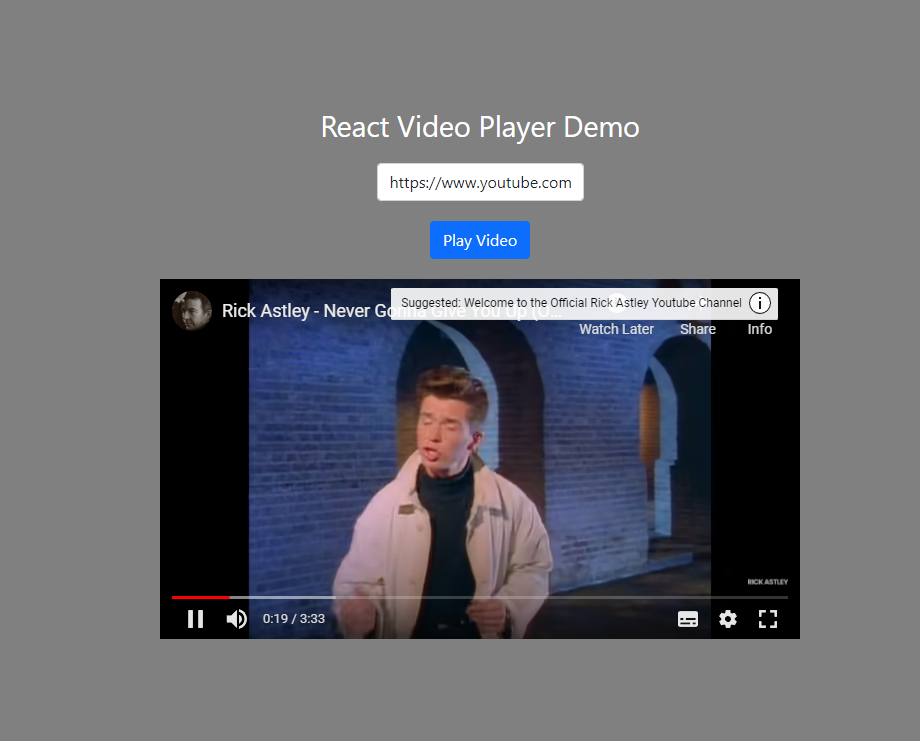 React Video Player Demo
https://www.youtube.com
Play Video
Rick Astley - Never Gonna Give You Up (O...
Suggested: Welcome to the Official Rick Astley Youtube Channel
Watch Later
Share
Info
RICK ASTLEY
0:19 / 3:33